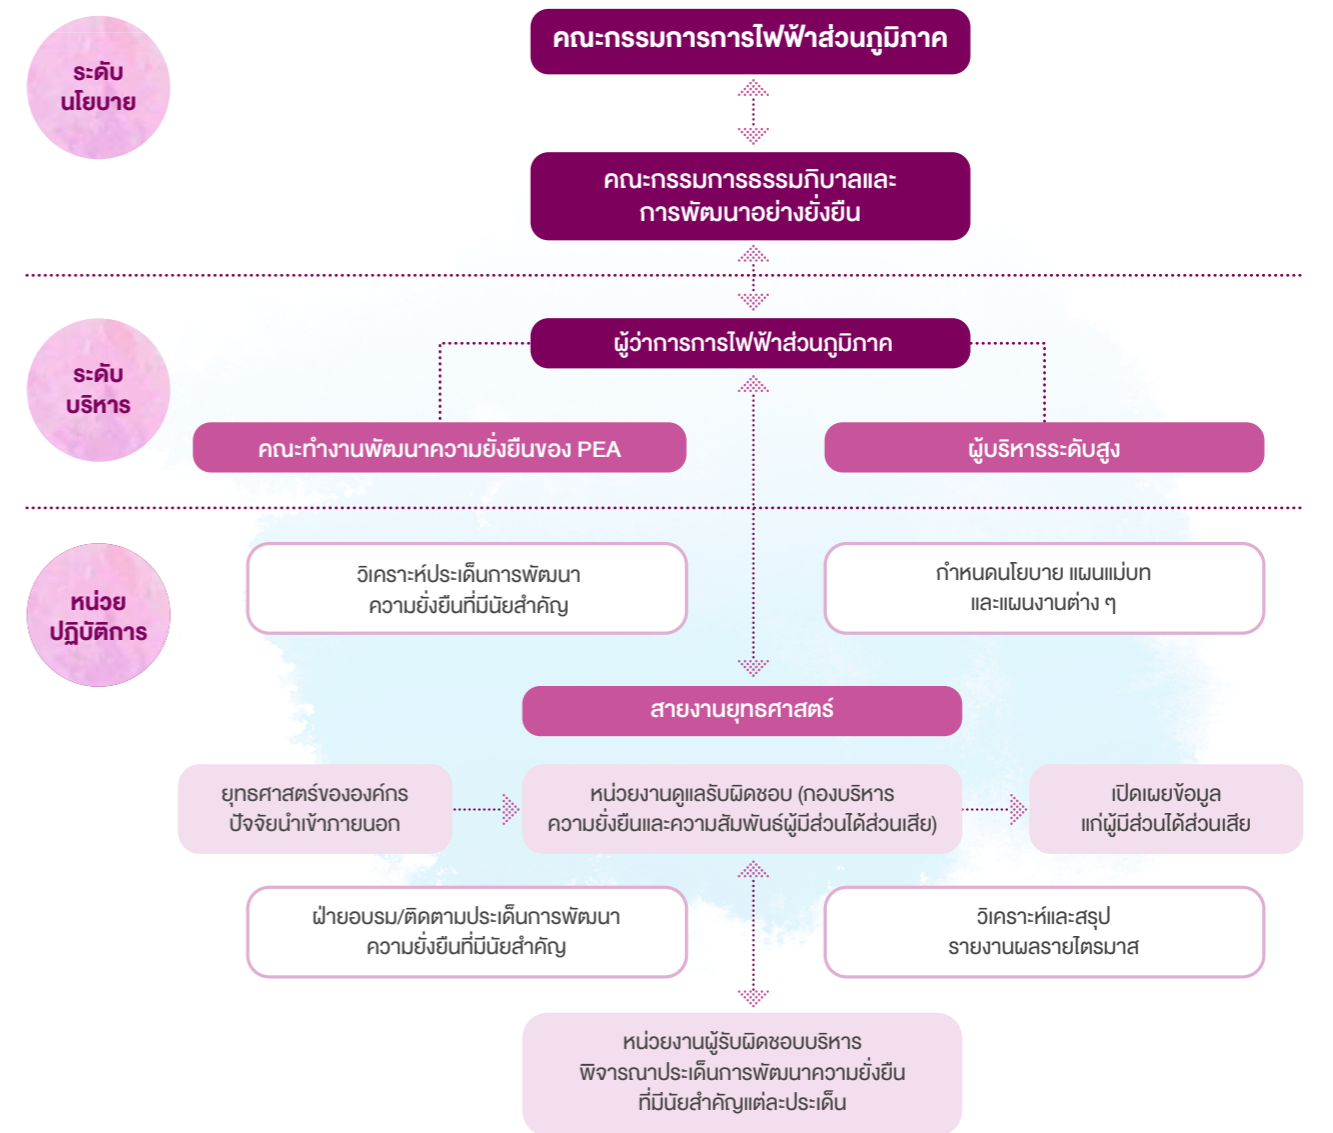 คณะกรรมการการไฟฟ้าส่วนภูมิภาค
ระดับ
นโยบาย
คณะกรรมการธรรมภิบาลและ
การพัฒนาอย่างยั่งยืน
ผู้ว่าการการไฟฟ้าส่วนภูมิภาค
ระดับ
บริหาร
คณะทำงานพัฒนาความยั่งยืนของ PEA
ผู้บริหารระดับสูง
หน่วย
ปฏิบัติการ
วิเคราะห์ประเด็นการพัฒนา
ความยั่งยืนที่มีนัยสำคัญ
กำหนดนโยบาย แผนแม่บท
และแผนงานต่าง ๆ
สายงานยุทธศาสตร์
ยุทธศาสตร์ขององค์กร
ปัจจัยนำเข้าภายนอก
หน่วยงานดูแลรับผิดชอบ (กองบริหาร
ความยั่งยืนและความสัมพันธ์ผู้มีส่วนได้ส่วนเสีย)
เปิดเผยข้อมูล
แก่ผู้มีส่วนได้ส่วนเสีย
ฝ่ายอบรม/ติดตามประเด็นการพัฒนา
ความยั่งยืนที่มีนัยสำคัญ
วิเคราะห์และสรุป
รายงานผลรายไตรมาส
หน่วยงานผู้รับผิดชอบบริหาร
พิจารณาประเด็นการพัฒนาความยั่งยืน
ที่มีนัยสำคัญแต่ละประเด็น